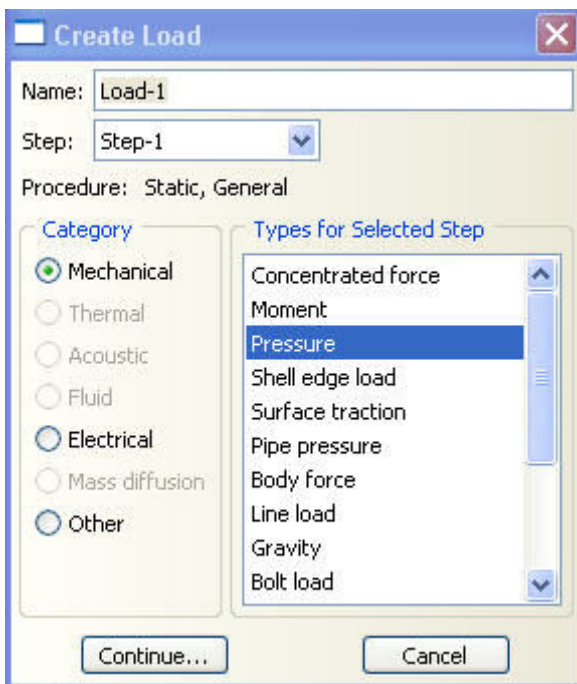 Create Load
Name: Load-1
Step: Step-1
Procedure: Static, General
Category
Mechanical
Thermal
Acoustic
Fluid
Electrical
Mass diffusion
Other
Types for Selected Step
Concentrated force
Moment
Pressure
Shell edge load
Surface traction
Pipe pressure
Body force
Line load
Gravity
Bolt load
Continue...
Cancel